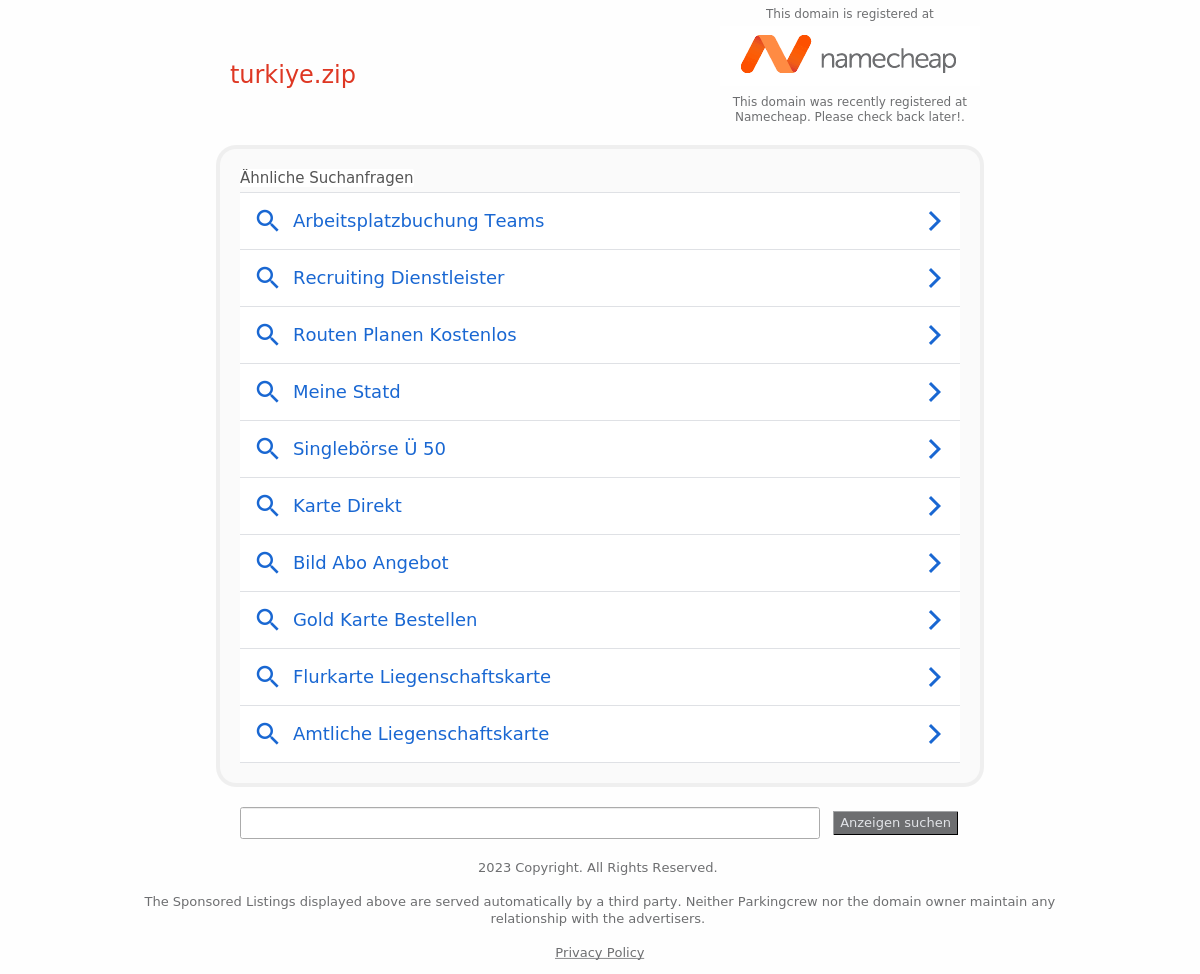 This domain is registered at
namecheap
turkiye.zip
This domain was recently registered at
Namecheap. Please check back later!.
Ähnliche Suchanfragen
Arbeitsplatzbuchung Teams
Recruiting Dienstleister
Routen Planen Kostenlos
Meine Statd
Singlebörse Ü 50
Karte Direkt
Bild Abo Angebot
Gold Karte Bestellen
Flurkarte Liegenschaftskarte
Amtliche Liegenschaftskarte
Anzeigen suchen
2023 Copyright. All Rights Reserved.
The Sponsored Listings displayed above are served automatically by a third party. Neither Parkingcrew nor the domain owner maintain any
relationship with the advertisers.
Privacy Policy